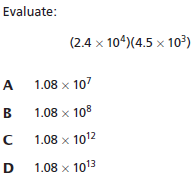 Evaluate:
(2.4 × 10⁴)(4.5 × 10³)
A 1.08 × 10⁷
B 1.08 × 10⁸
C 1.08 × 10¹²
D 1.08 × 10¹³